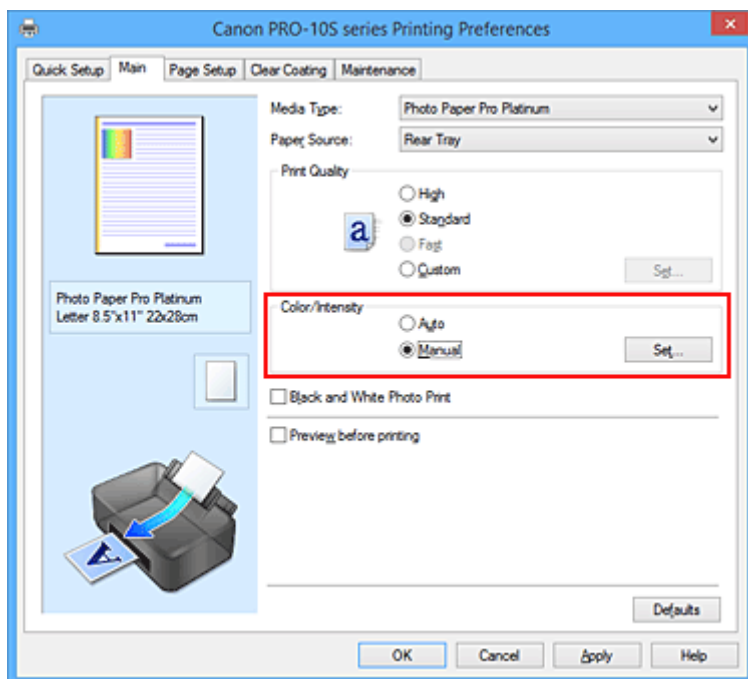 Canon PRO-10S series Printing Preferences
Quick Setup Main Page Setup Clear Coating Maintenance
Media Type: Photo Paper Pro Platinum
Paper Source: Rear Tray
Print Quality
High
Standard
Fast
Custom Set...
a
Photo Paper Pro Platinum
Letter 8.5"x11" 22x28cm
Color/Intensity
Auto
Manual Set...
Black and White Photo Print
Preview before printing
A
Defaults
OK Cancel Apply Help